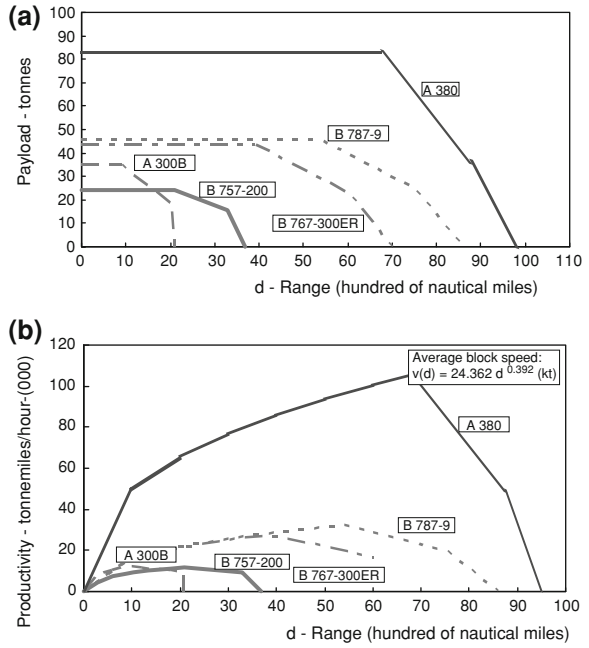 (a)
Payload - tonnes
100
90
80
70
60
50
40
30
20
10
0
A 380
B 787-9
A 300B
B 757-200
B 767-300ER
0 10 20 30 40 50 60 70 80 90 100 110
d - Range (hundred of nautical miles)
(b)
Productivity - tonnemiles/hour-(000)
120
100
80
60
40
20
0
Average block speed:
v(d) = 24.362 d 0.392 (kt)
A 380
B 787-9
A 300B
B 757-200
B 767-300ER
0 10 20 30 40 50 60 70 80 90 100
d - Range (hundred of nautical miles)